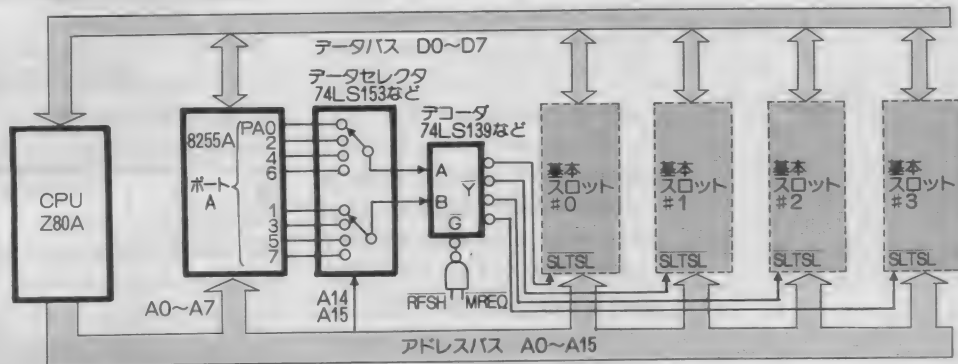 データバス D0〜D7
データセレクタ
74LS153など
デコーダ
74LS139など
CPU
Z80A
8255A
ポート
A
PA0
2
4
6
1
3
5
7
A
B
Y
G
基本
スロット
#0
SLTSL
基本
スロット
#1
SLTSL
基本
スロット
#2
SLTSL
基本
スロット
#3
SLTSL
A0〜A7
A14
A15
RFSH
MREQ
アドレスバス A0〜A15